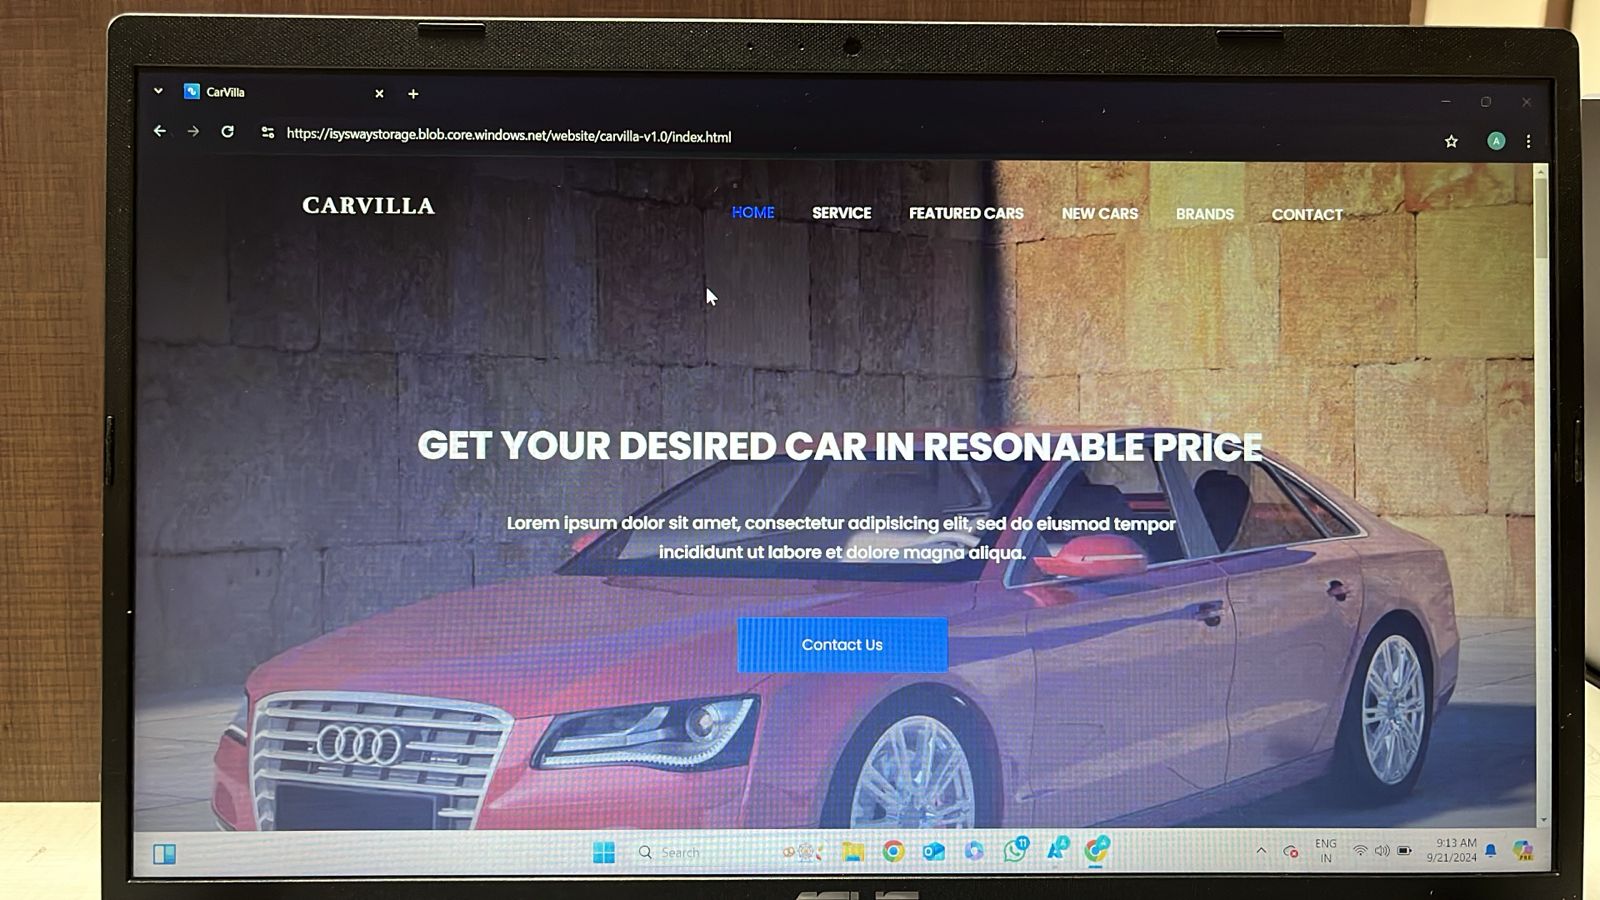 CarVilla
https://isyswaystorage.blob.core.windows.net/website/carvilla-v1.0/index.html
A
CARVILLA
HOME SERVICE FEATURED CARS NEW CARS BRANDS CONTACT
GET YOUR DESIRED CAR IN RESONABLE PRICE
Lorem ipsum dolor sit amet, consectetur adipisicing elit, sed do eiusmod tempor
incididunt ut labore et dolore magna aliqua.
Contact Us
Search
11
ENG
IN
9:13 AM
9/21/2024
PRE